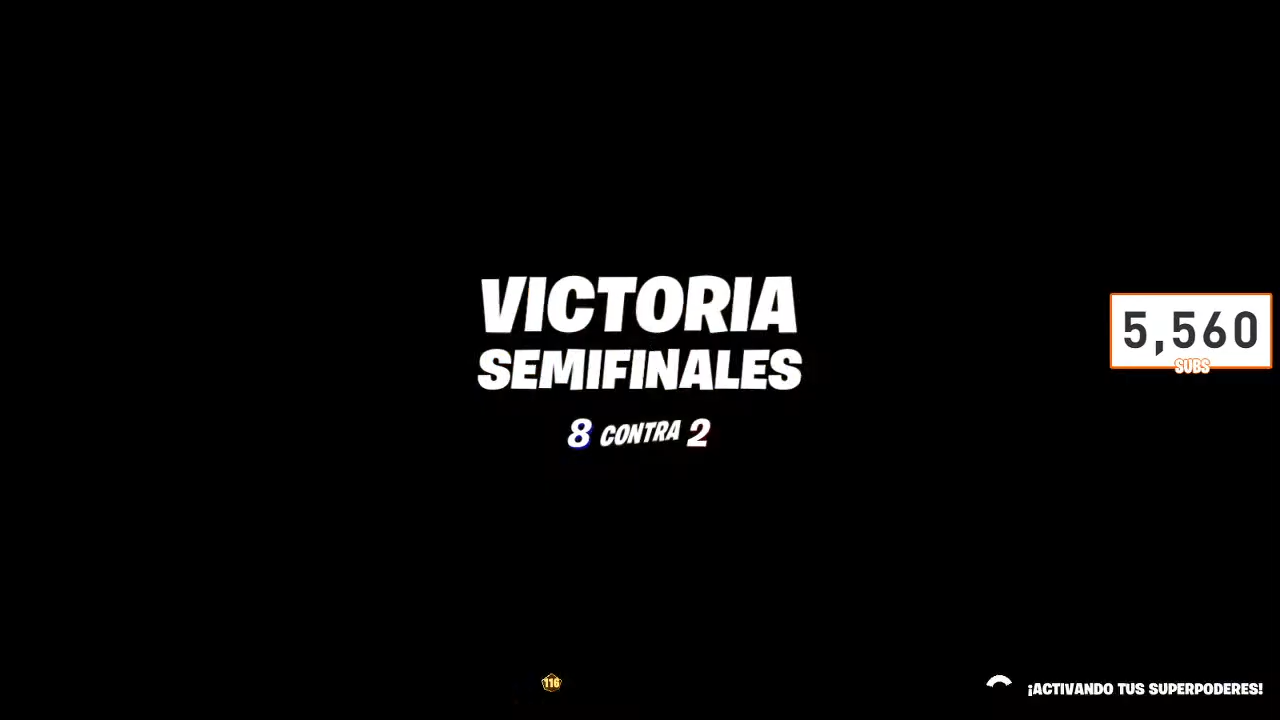 VICTORIA
SEMIFINALES
8 CONTRA 2
5,560
SUBS
116
¡ACTIVANDO TUS SUPERPODERES!